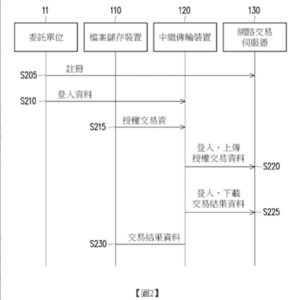 11 110 120 130
委託單位 檔案儲存裝置 中繼傳輸裝置 網路交易
伺服器
S205 註冊
S210 登入資料
S215 授權交易資
登入、上傳
授權交易資料 S220
登入、下載
交易結果資料 S225
S230 交易結果資料
【圖2】